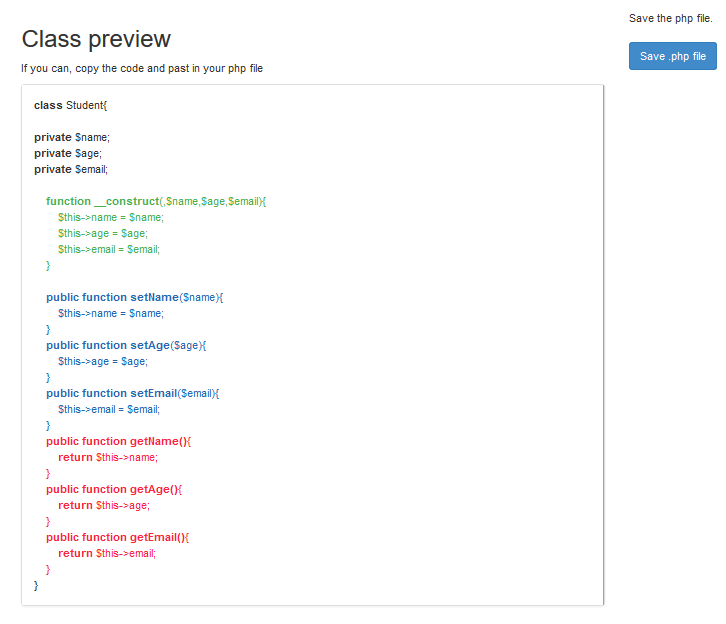 Save the php file.
Class preview
Save .php file
If you can, copy the code and past in your php file
class Student{
private $name;
private $age;
private $email;
function __construct(,$name,$age,$email){
$this->name = $name;
$this->age = $age;
$this->email = $email;
}
public function setName($name){
$this->name = $name;
}
public function setAge($age){
$this->age = $age;
}
public function setEmail($email){
$this->email = $email;
}
public function getName(){
return $this->name;
}
public function getAge(){
return $this->age;
}
public function getEmail(){
return $this->email;
}
}